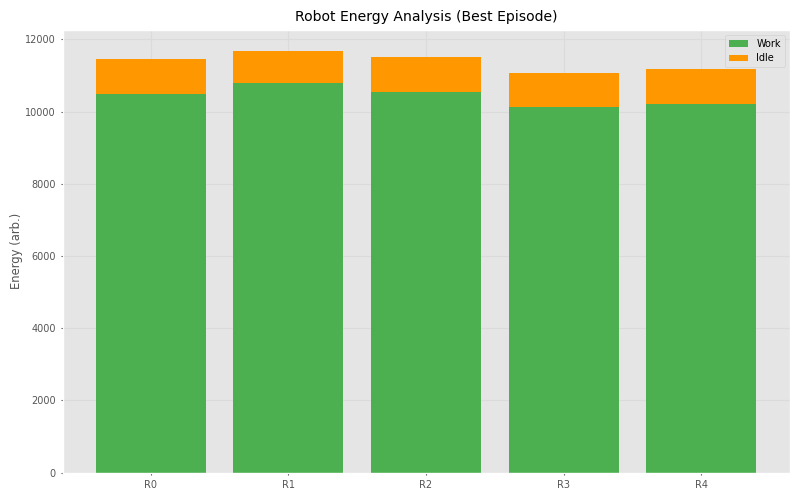 Robot Energy Analysis (Best Episode)
Work
Idle
Energy (arb.)
12000
10000
8000
6000
4000
2000
0
R0 R1 R2 R3 R4